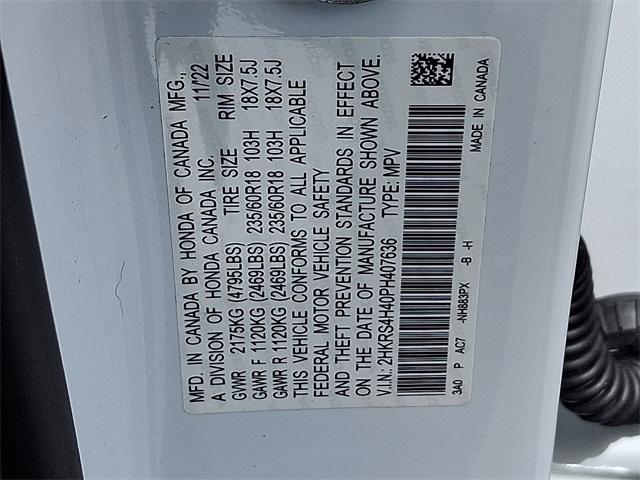 MFD. IN CANADA BY HONDA OF CANADA MFG.,
A DIVISION OF HONDA CANADA INC. 11/22
GVWR 2175KG (4795LBS) TIRE SIZE RIM SIZE
GAWR F 1120KG (2469LBS) 235/60R18 103H 18X7.5J
GAWR R 1120KG (2469LBS) 235/60R18 103H 18X7.5J
THIS VEHICLE CONFORMS TO ALL APPLICABLE
FEDERAL MOTOR VEHICLE SAFETY
AND THEFT PREVENTION STANDARDS IN EFFECT
ON THE DATE OF MANUFACTURE SHOWN ABOVE.
V.I.N.: 2HKRS4H40PH407636 TYPE: MPV
3A0 P AC7 -NH883PX -B -H
MADE IN CANADA